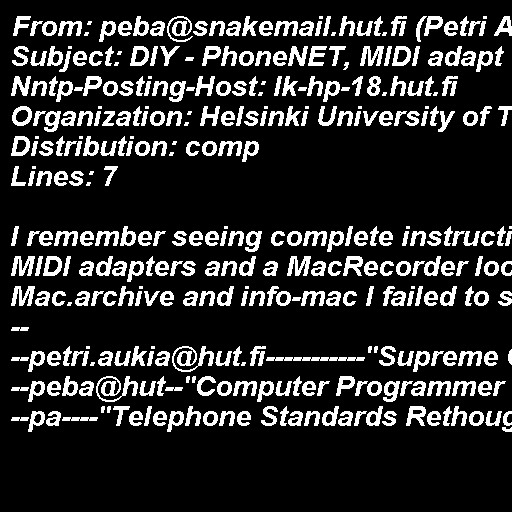 From: peba@snakemail.hut.fi (Petri A
Subject: DIY - PhoneNET, MIDI adapt
Nntp-Posting-Host: lk-hp-18.hut.fi
Organization: Helsinki University of T
Distribution: comp
Lines: 7

I remember seeing complete instructi
MIDI adapters and a MacRecorder loo
Mac.archive and info-mac I failed to s
--
--petri.aukia@hut.fi-----------"Supreme
--peba@hut--"Computer Programmer
--pa----"Telephone Standards Rethoug